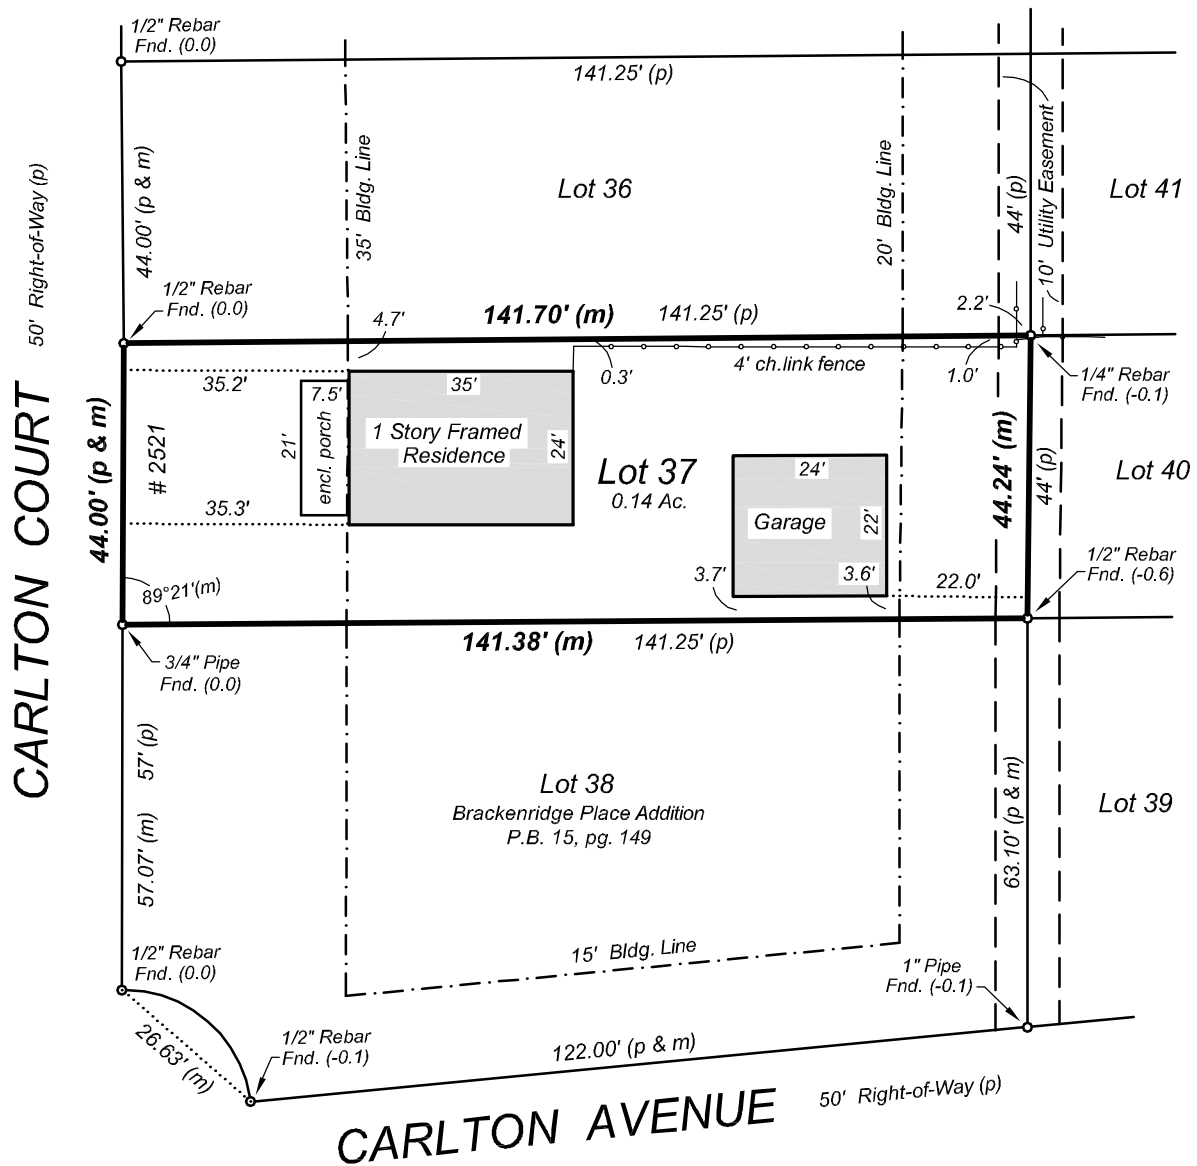 1/2" Rebar
Fnd. (0.0)
141.25' (p)
50' Right-of-Way (p)
44.00' (p & m)
35' Bldg. Line
Lot 36
20' Bldg. Line
44' (p)
10' Utility Easement
Lot 41
1/2" Rebar
Fnd. (0.0)
4.7'
141.70' (m)
141.25' (p)
2.2'
0.3'
4' ch.link fence
1.0'
1/4" Rebar
Fnd. (-0.1)
CARLTON COURT
44.00' (p & m)
# 2521
35.2'
35.3'
7.5'
21'
encl. porch
35'
1 Story Framed
Residence
24'
Lot 37
0.14 Ac.
24'
Garage
22'
44.24' (m)
44' (p)
Lot 40
89°21'(m)
3.7'
3.6'
22.0'
1/2" Rebar
Fnd. (-0.6)
141.38' (m)
141.25' (p)
3/4" Pipe
Fnd. (0.0)
57' (p)
57.07' (m)
Lot 38
Brackenridge Place Addition
P.B. 15, pg. 149
63.10' (p & m)
Lot 39
15' Bldg. Line
1/2" Rebar
Fnd. (0.0)
1" Pipe
Fnd. (-0.1)
26.63' (m)
1/2" Rebar
Fnd. (-0.1)
122.00' (p & m)
CARLTON AVENUE
50' Right-of-Way (p)